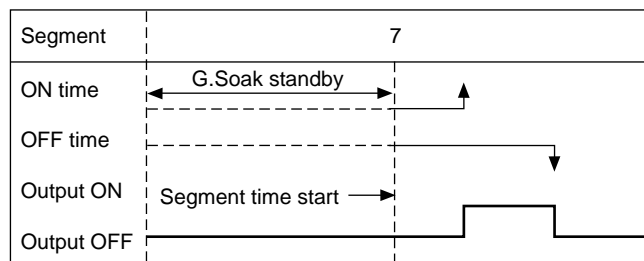 Segment 7
G.Soak standby
ON time
OFF time
Output ON
Segment time start
Output OFF